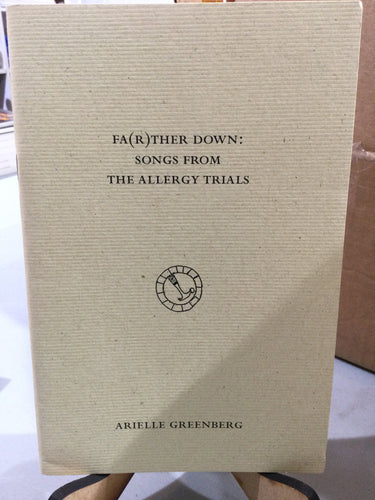 FA(R)THER DOWN:
SONGS FROM
THE ALLERGY TRIALS
ARIELLE GREENBERG